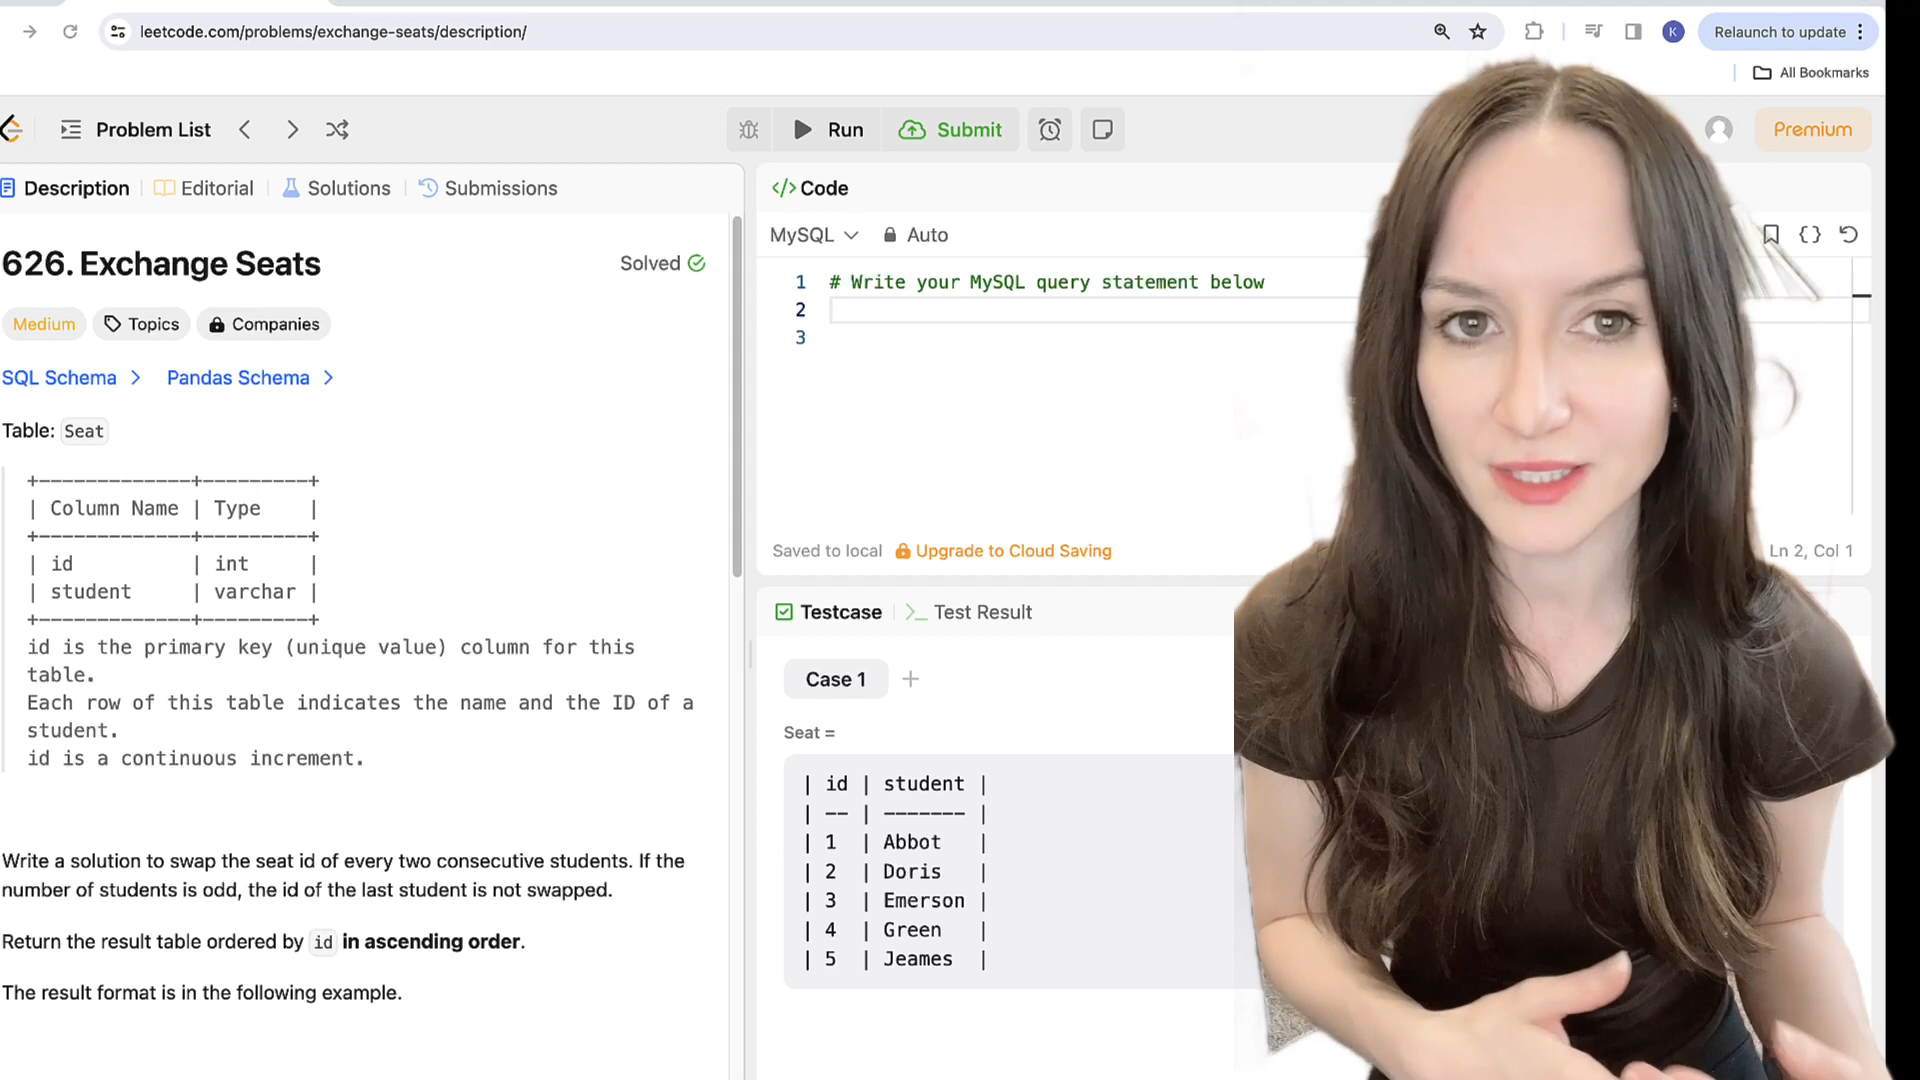 leetcode.com/problems/exchange-seats/description/
K
Relaunch to update
All Bookmarks
Problem List
Run
Submit
Premium
Description
Editorial
Solutions
Submissions
626. Exchange Seats
Solved
Medium
Topics
Companies
SQL Schema
Pandas Schema
Table: Seat
+-------------+---------+
| Column Name | Type    |
+-------------+---------+
| id          | int     |
| student     | varchar |
+-------------+---------+
id is the primary key (unique value) column for this
table.
Each row of this table indicates the name and the ID of a
student.
id is a continuous increment.
Write a solution to swap the seat id of every two consecutive students. If the
number of students is odd, the id of the last student is not swapped.
Return the result table ordered by id in ascending order.
The result format is in the following example.
</> Code
MySQL
Auto
{}
1 # Write your MySQL query statement below
2
3
Saved to local
Upgrade to Cloud Saving
Ln 2, Col 1
Testcase
>_ Test Result
Case 1 +
Seat =
| id | student |
| -- | ------- |
| 1  | Abbot   |
| 2  | Doris   |
| 3  | Emerson |
| 4  | Green   |
| 5  | Jeames  |